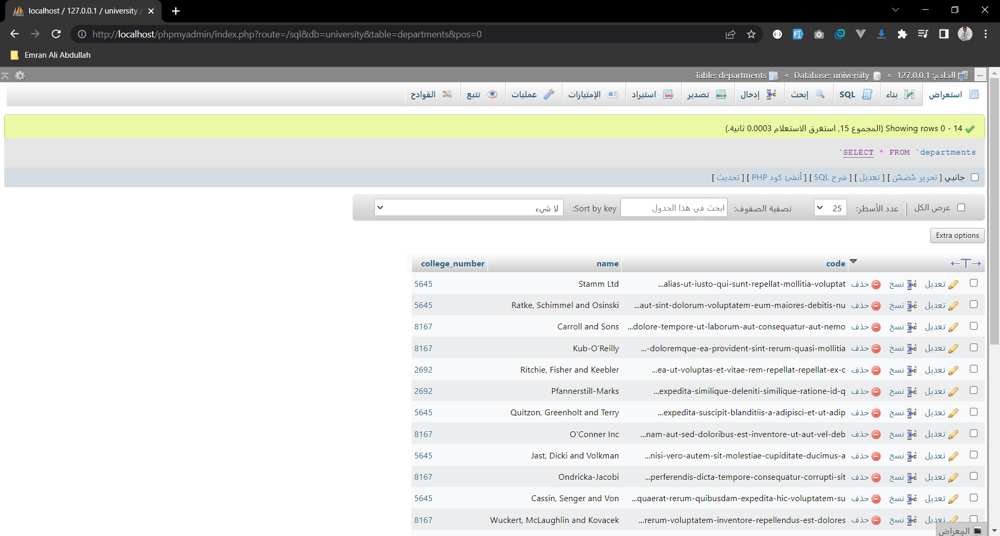 localhost / 127.0.0.1 / university /
http://localhost/phpmyadmin/index.php?route=/sql&db=university&table=departments&pos=0
Emran Ali Abdullah
الخادم: 127.0.0.1 » Database: university » Table: departments
استعراض بناء SQL إبحث إدخال تصدير استيراد الإمتيازات عمليات تتبع القوادح
Showing rows 0 - 14 (المجموع 15, استغرق الاستعلام 0.0003 ثانية.)
SELECT * FROM `departments`
جانبي [ تحرير مُضمّن ] [ تعديل ] [ شرح SQL ] [ أنشئ كود PHP ] [ تحديث ]
عرض الكل | عدد الأسطر: 25 تصفية الصفوف: ابحث في هذا الجدول Sort by key: لا شيء
Extra options
←T→ code name college_number
تعديل نسخ حذف alias-ut-iusto-qui-sunt-repellat-mollitia-voluptat... Stamm Ltd 5645
تعديل نسخ حذف aut-sint-dolorum-voluptatem-eum-maiores-debitis-nu... Ratke, Schimmel and Osinski 5645
تعديل نسخ حذف dolore-tempore-ut-laborum-aut-consequatur-aut-nemo... Carroll and Sons 8167
تعديل نسخ حذف doloremque-ea-provident-sint-rerum-quasi-mollitia-... Kub-O'Reilly 8167
تعديل نسخ حذف ea-ut-voluptas-et-vitae-rem-repellat-repellat-ex-c... Ritchie, Fisher and Keebler 2692
تعديل نسخ حذف expedita-similique-deleniti-similique-ratione-id-q... Pfannerstill-Marks 2692
تعديل نسخ حذف expedita-suscipit-blanditiis-a-adipisci-et-ut-adip... Quitzon, Greenholt and Terry 5645
تعديل نسخ حذف nam-aut-sed-doloribus-est-inventore-ut-aut-vel-deb... O'Conner Inc 8167
تعديل نسخ حذف nisi-vero-autem-sit-molestiae-cupiditate-ducimus-a... Jast, Dicki and Volkman 5645
تعديل نسخ حذف perferendis-dicta-tempore-consequatur-corrupti-sit... Ondricka-Jacobi 8167
تعديل نسخ حذف quaerat-rerum-quibusdam-expedita-hic-voluptatem-su... Cassin, Senger and Von 5645
تعديل نسخ حذف rerum-voluptatem-inventore-repellendus-est-dolores... Wuckert, McLaughlin and Kovacek 8167
المعراض